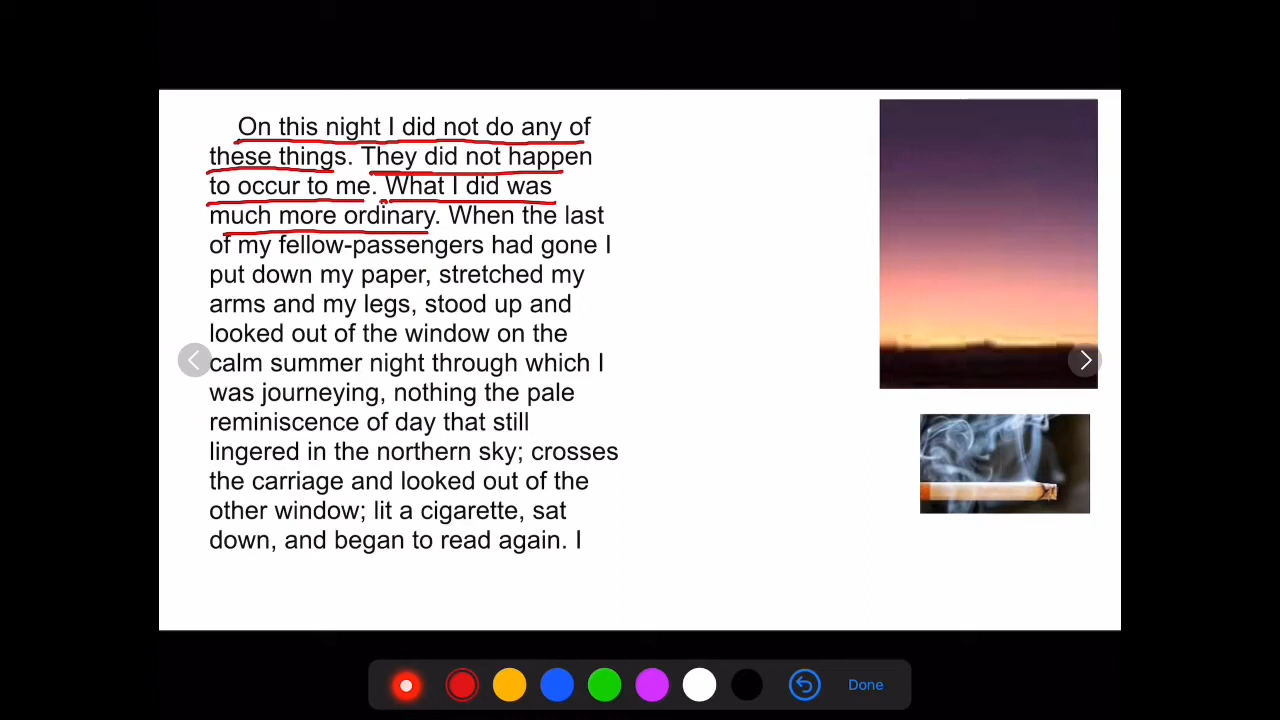 On this night I did not do any of
these things. They did not happen
to occur to me. What I did was
much more ordinary. When the last
of my fellow-passengers had gone I
put down my paper, stretched my
arms and my legs, stood up and
looked out of the window on the
calm summer night through which I
was journeying, nothing the pale
reminiscence of day that still
lingered in the northern sky; crosses
the carriage and looked out of the
other window; lit a cigarette, sat
down, and began to read again. I
Done